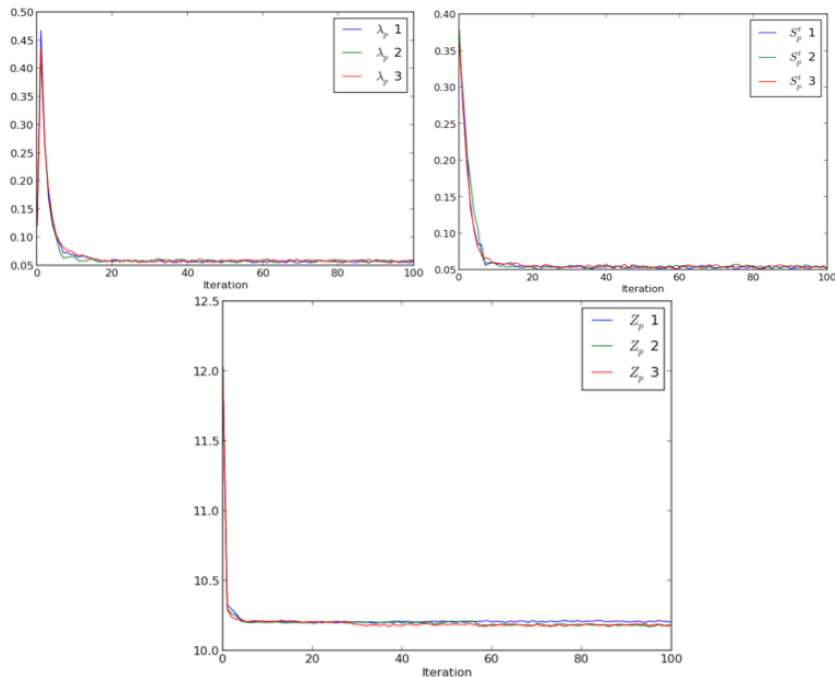 0.50
0.45
0.40
0.35
0.30
0.25
0.20
0.15
0.10
0.05
0 20 40 60 80 100
Iteration
λp 1
λp 2
λp 3
0.40
0.35
0.30
0.25
0.20
0.15
0.10
0.05
0 20 40 60 80 100
Iteration
S_p^t 1
S_p^t 2
S_p^t 3
12.5
12.0
11.5
11.0
10.5
10.0
0 20 40 60 80 100
Iteration
Zp 1
Zp 2
Zp 3